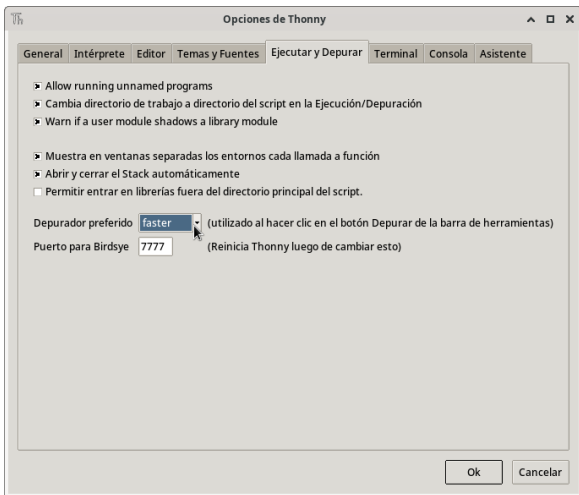 Th Opciones de Thonny
General Intérprete Editor Temas y Fuentes Ejecutar y Depurar Terminal Consola Asistente
Allow running unnamed programs
Cambia directorio de trabajo a directorio del script en la Ejecución/Depuración
Warn if a user module shadows a library module
Muestra en ventanas separadas los entornos cada llamada a función
Abrir y cerrar el Stack automáticamente
Permitir entrar en librerías fuera del directorio principal del script.
Depurador preferido faster (utilizado al hacer clic en el botón Depurar de la barra de herramientas)
Puerto para Birdsye 7777 (Reinicia Thonny luego de cambiar esto)
Ok Cancelar